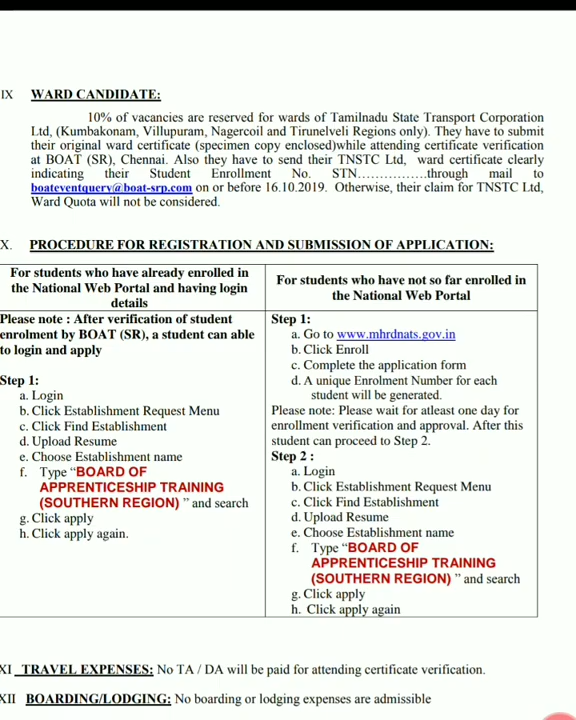 IX WARD CANDIDATE:
10% of vacancies are reserved for wards of Tamilnadu State Transport Corporation
Ltd, (Kumbakonam, Villupuram, Nagercoil and Tirunelveli Regions only). They have to submit
their original ward certificate (specimen copy enclosed)while attending certificate verification
at BOAT (SR), Chennai. Also they have to send their TNSTC Ltd, ward certificate clearly
indicating their Student Enrollment No. STN……………..through mail to
boateventquery@boat-srp.com on or before 16.10.2019. Otherwise, their claim for TNSTC Ltd,
Ward Quota will not be considered.
X. PROCEDURE FOR REGISTRATION AND SUBMISSION OF APPLICATION:
For students who have already enrolled in
the National Web Portal and having login
details
Please note : After verification of student
enrolment by BOAT (SR), a student can able
to login and apply
Step 1:
a. Login
b. Click Establishment Request Menu
c. Click Find Establishment
d. Upload Resume
e. Choose Establishment name
f. Type “BOARD OF
APPRENTICESHIP TRAINING
(SOUTHERN REGION) ” and search
g. Click apply
h. Click apply again.
For students who have not so far enrolled in
the National Web Portal
Step 1:
a. Go to www.mhrdnats.gov.in
b. Click Enroll
c. Complete the application form
d. A unique Enrolment Number for each
student will be generated.
Please note: Please wait for atleast one day for
enrollment verification and approval. After this
student can proceed to Step 2.
Step 2 :
a. Login
b. Click Establishment Request Menu
c. Click Find Establishment
d. Upload Resume
e. Choose Establishment name
f. Type “BOARD OF
APPRENTICESHIP TRAINING
(SOUTHERN REGION) ” and search
g. Click apply
h. Click apply again
XI TRAVEL EXPENSES: No TA / DA will be paid for attending certificate verification.
XII BOARDING/LODGING: No boarding or lodging expenses are admissible